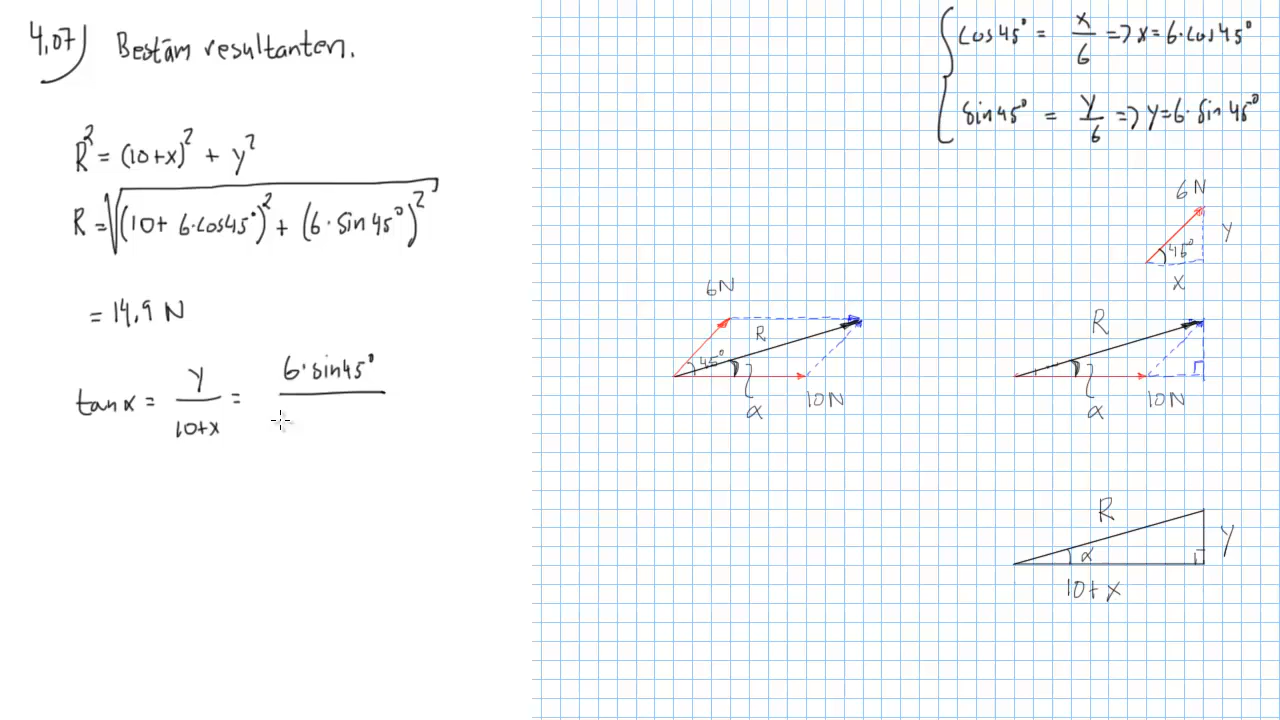 4,07) Bestäm resultanten.
R² = (10+x)² + y²
R = √((10+ 6·cos45°)² + (6·sin45°)²)
= 14,9 N
tan α = y/(10+x) = 6·sin45°
cos45° = x/6 => x = 6·cos45°
sin45° = y/6 => y = 6·sin45°
6N
45°
y
x
6N
R
45°
α
10N
R
α
10N
R
α
y
10+x